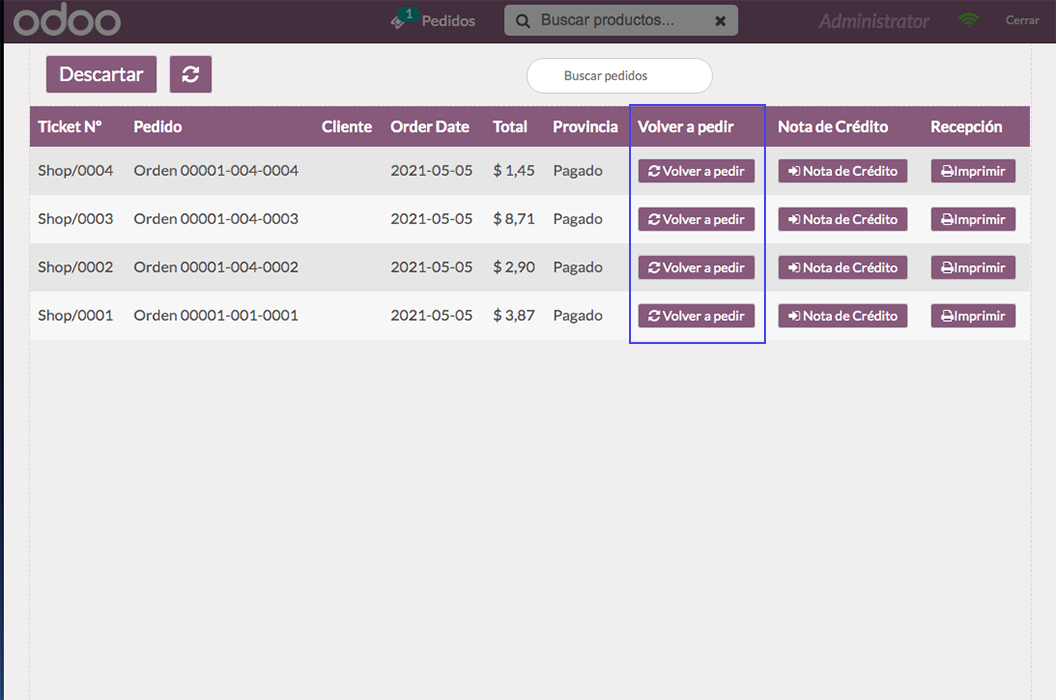 odoo 1 Pedidos Buscar productos... Administrator Cerrar
Descartar Buscar pedidos
Ticket Nº Pedido Cliente Order Date Total Provincia Volver a pedir Nota de Crédito Recepción
Shop/0004 Orden 00001-004-0004 2021-05-05 $ 1,45 Pagado Volver a pedir Nota de Crédito Imprimir
Shop/0003 Orden 00001-004-0003 2021-05-05 $ 8,71 Pagado Volver a pedir Nota de Crédito Imprimir
Shop/0002 Orden 00001-004-0002 2021-05-05 $ 2,90 Pagado Volver a pedir Nota de Crédito Imprimir
Shop/0001 Orden 00001-001-0001 2021-05-05 $ 3,87 Pagado Volver a pedir Nota de Crédito Imprimir